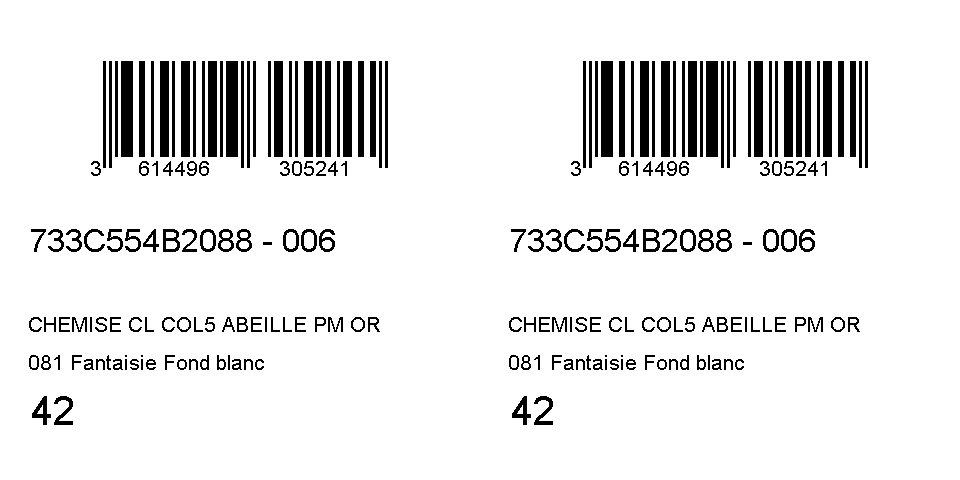 3 614496 305241
733C554B2088 - 006
CHEMISE CL COL5 ABEILLE PM OR
081 Fantaisie Fond blanc
42
3 614496 305241
733C554B2088 - 006
CHEMISE CL COL5 ABEILLE PM OR
081 Fantaisie Fond blanc
42